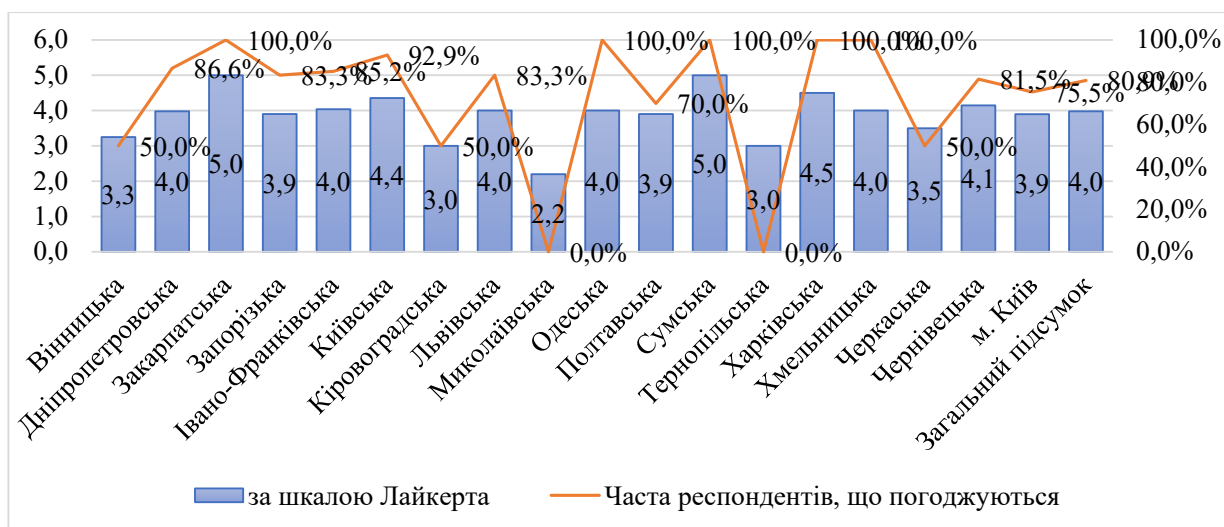 6,0
5,0
4,0
3,0
2,0
1,0
0,0
100,0%
80,0%
60,0%
40,0%
20,0%
0,0%
50,0%
86,6%
100,0%
83,3%
85,2%
92,9%
50,0%
83,3%
0,0%
100,0%
70,0%
100,0%
0,0%
100,0%
100,0%
50,0%
81,5%
75,5%
80,9%
3,3
4,0
5,0
3,9
4,0
4,4
3,0
4,0
2,2
4,0
3,9
5,0
3,0
4,5
4,0
3,5
4,1
3,9
4,0
Вінницька
Дніпропетровська
Закарпатська
Запорізька
Івано-Франківська
Київська
Кіровоградська
Львівська
Миколаївська
Одеська
Полтавська
Сумська
Тернопільська
Харківська
Хмельницька
Черкаська
Чернівецька
м. Київ
Загальний підсумок
за шкалою Лайкерта
Часта респондентів, що погоджуються